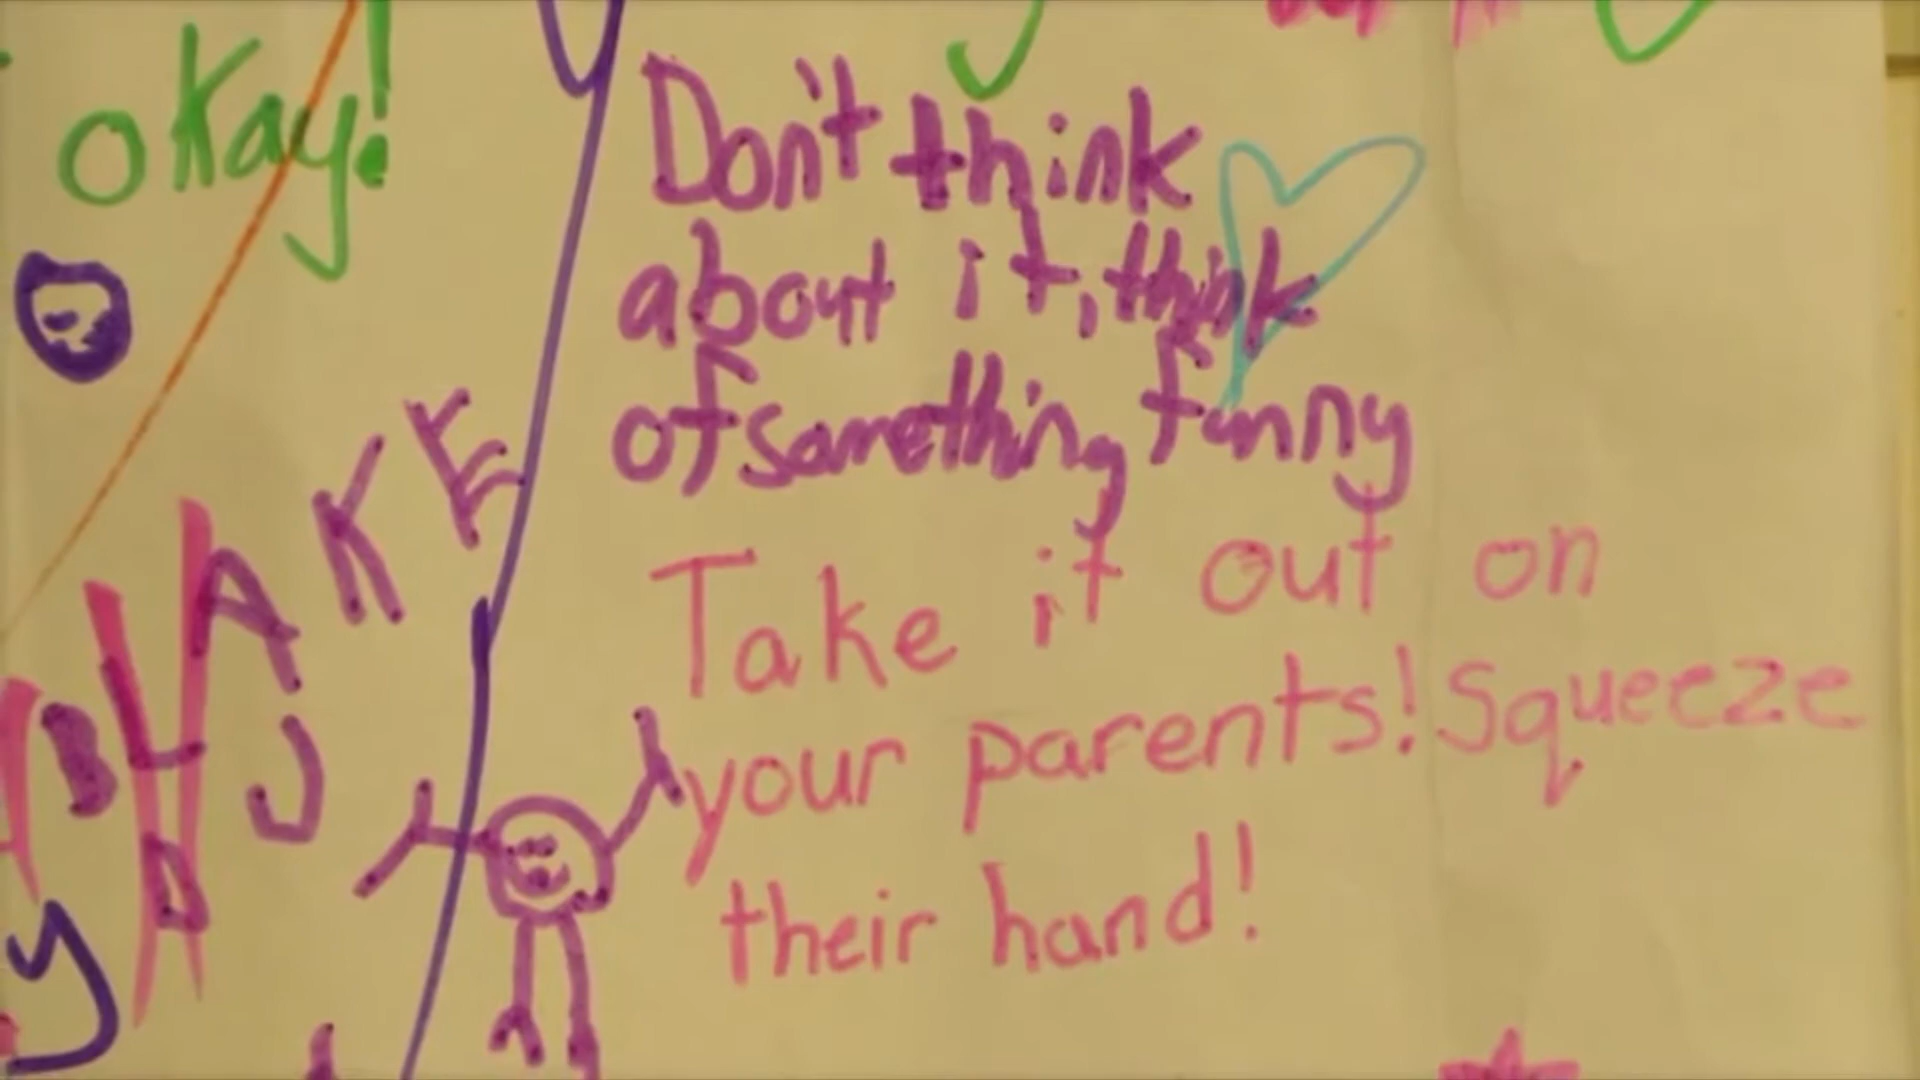 okay!
Don't think
about it, think
of something funny
JAKE
Take it out on
your parents! Squeeze
their hand!